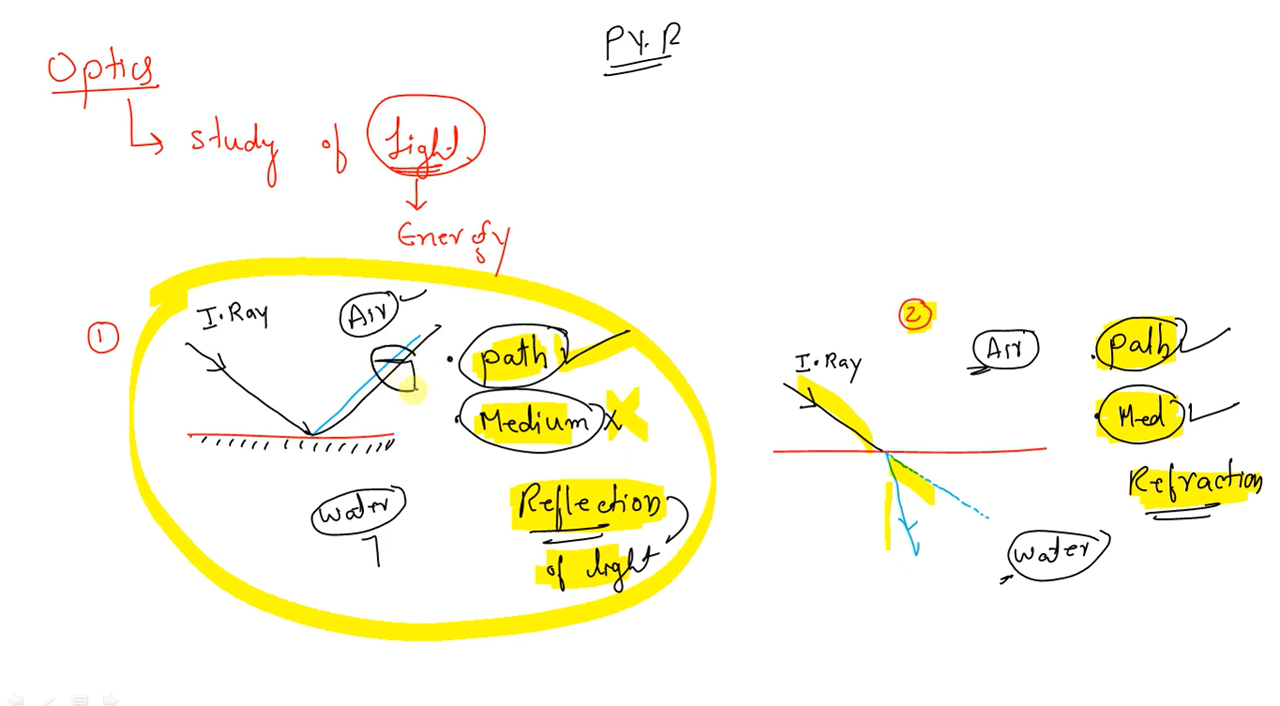 PY.R
Optics
↳ study of Light
↓
Energy
①
I.Ray
Air ✓
. path ✓
. Medium x
Water
Reflection
of light
②
I.Ray
Air
. Path ✓
. Med ✓
Refraction
water